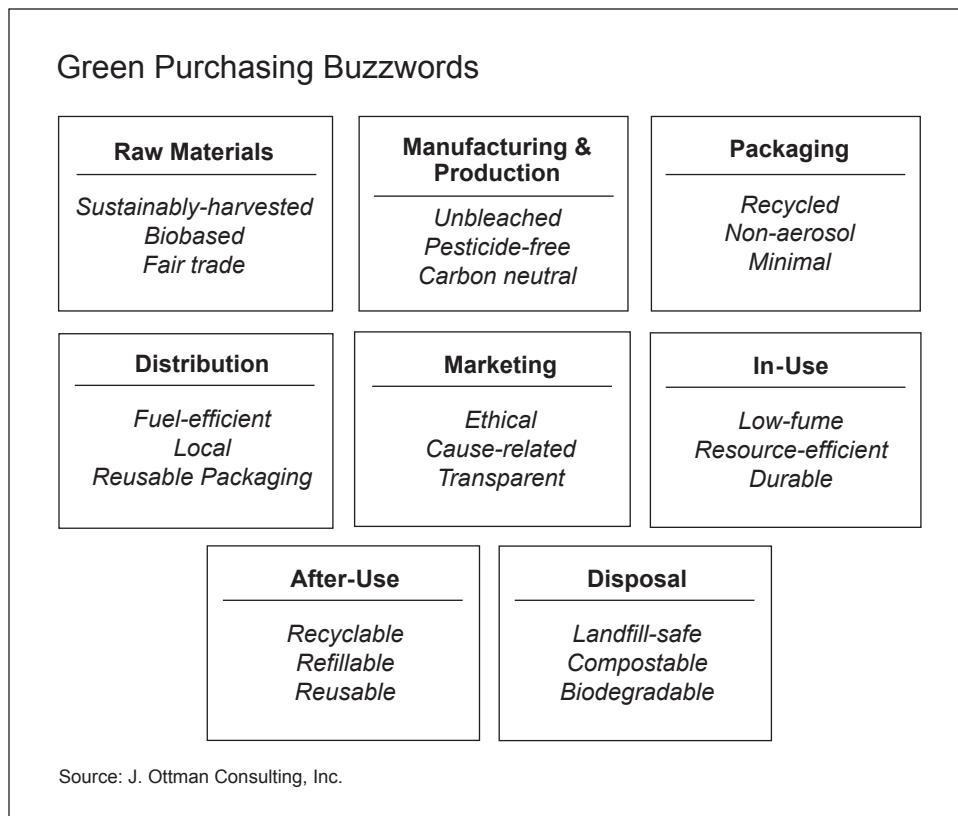 Green Purchasing Buzzwords
Raw Materials
Sustainably-harvested
Biobased
Fair trade
Manufacturing &
Production
Unbleached
Pesticide-free
Carbon neutral
Packaging
Recycled
Non-aerosol
Minimal
Distribution
Fuel-efficient
Local
Reusable Packaging
Marketing
Ethical
Cause-related
Transparent
In-Use
Low-fume
Resource-efficient
Durable
After-Use
Recyclable
Refillable
Reusable
Disposal
Landfill-safe
Compostable
Biodegradable
Source: J. Ottman Consulting, Inc.